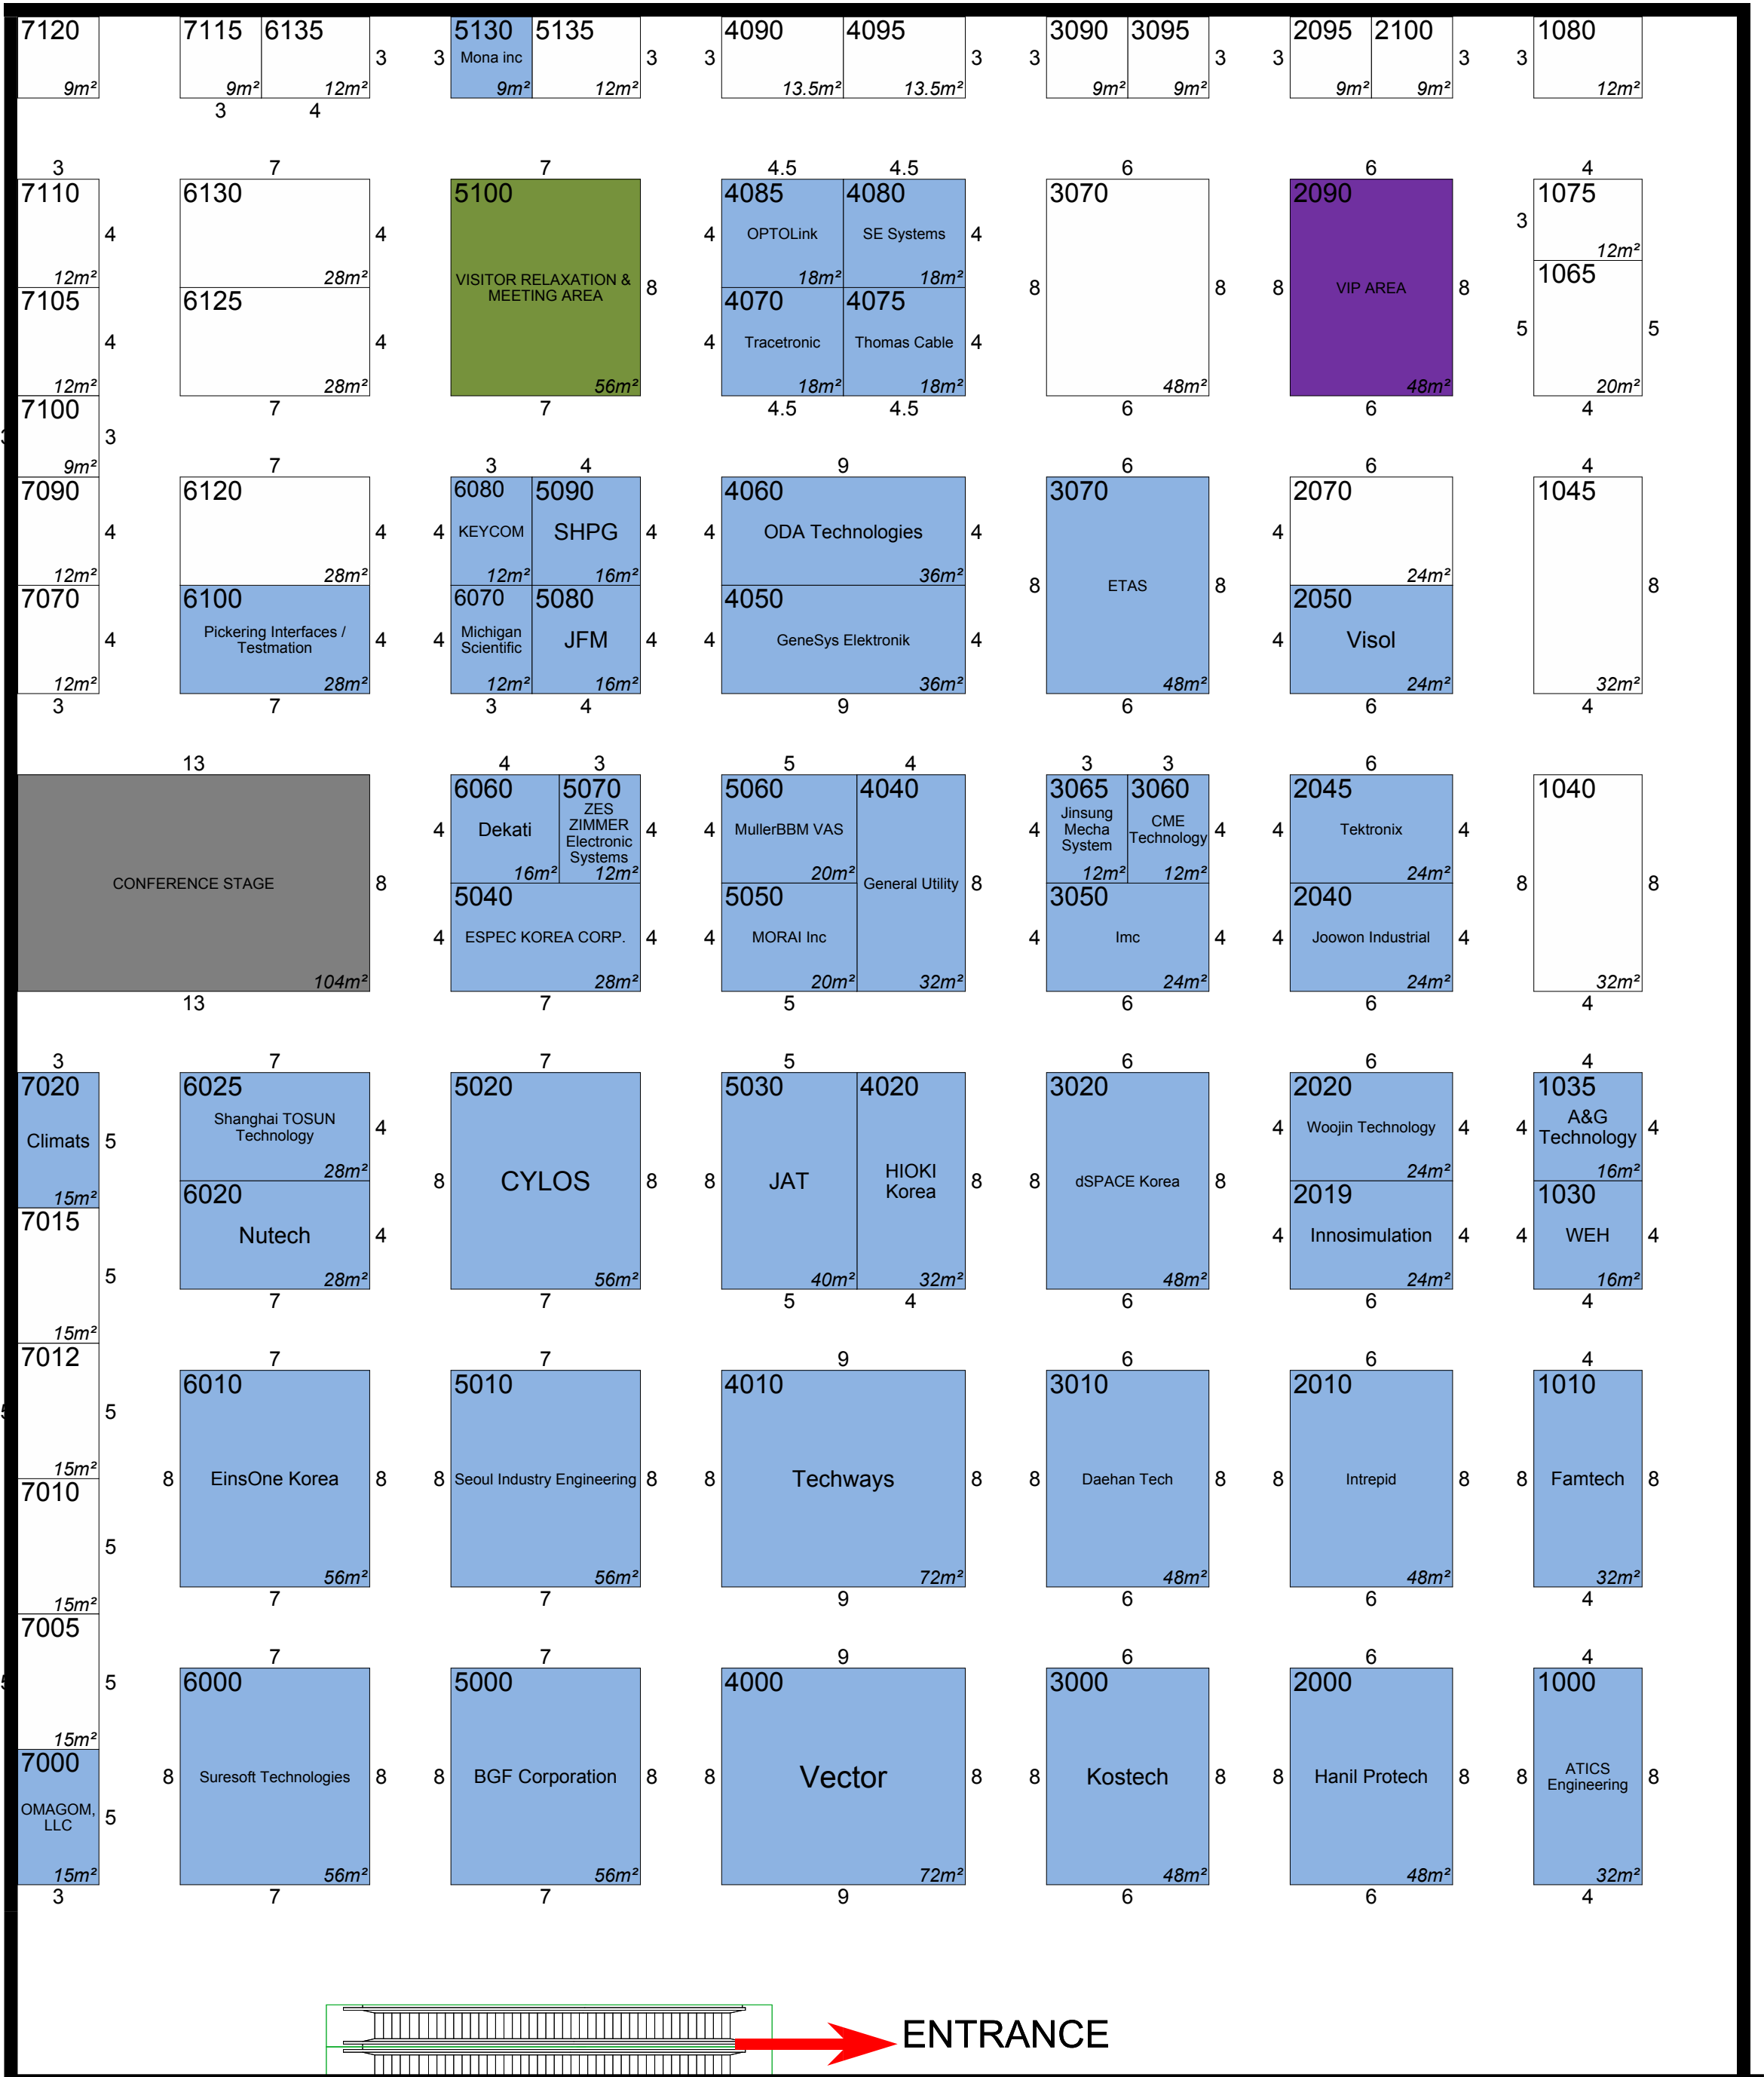 7120
7115
6135
5130
5135
4090
4095
3090
3095
2095
2100
1080
3
3
Mona inc
3
3
3
3
3
3
3
3
9m²
9m²
12m²
9m²
12m²
13.5m²
13.5m²
9m²
9m²
9m²
9m²
12m²
3
4
3
7
7
4.5
4.5
6
6
4
7110
6130
5100
4085
4080
3070
2090
1075
3
4
4
4
OPTOLink
SE Systems
4
12m²
12m²
28m²
18m²
18m²
7105
6125
VISITOR RELAXATION &
MEETING AREA
8
4070
4075
8
8
8
VIP AREA
8
1065
4
4
4
Tracetronic
Thomas Cable
4
5
5
12m²
28m²
56m²
18m²
18m²
48m²
48m²
20m²
7100
7
7
4.5
4.5
6
6
4
3
9m²
7
3
4
9
6
6
4
7090
6120
6080
5090
4060
3070
2070
1045
4
4
4
KEYCOM
SHPG
4
4
ODA Technologies
4
4
12m²
28m²
12m²
16m²
36m²
24m²
7070
6100
6070
5080
4050
8
ETAS
8
2050
8
4
Pickering Interfaces /
Testmation
4
4
Michigan
Scientific
JFM
4
4
GeneSys Elektronik
4
4
Visol
12m²
28m²
12m²
16m²
36m²
48m²
24m²
32m²
3
7
3
4
9
6
6
4
13
4
3
5
4
3
3
6
6060
5070
5060
4040
3065
3060
2045
1040
4
Dekati
ZES
ZIMMER
Electronic
Systems
4
4
MullerBBM VAS
4
Jinsung
Mecha
System
CME
Technology
4
4
Tektronix
4
16m²
12m²
20m²
12m²
12m²
24m²
CONFERENCE STAGE
8
5040
5050
General Utility
8
3050
2040
8
8
4
ESPEC KOREA CORP.
4
4
MORAI Inc
4
Imc
4
4
Joowon Industrial
4
104m²
28m²
20m²
32m²
24m²
24m²
32m²
13
7
5
6
6
4
3
7
7
5
6
6
4
7020
6025
5020
5030
4020
3020
2020
1035
Climats
5
Shanghai TOSUN
Technology
4
4
Woojin Technology
4
4
A&G
Technology
4
15m²
28m²
24m²
16m²
7015
6020
8
CYLOS
8
8
JAT
HIOKI
Korea
8
8
dSPACE Korea
8
2019
1030
5
Nutech
4
4
Innosimulation
4
4
WEH
4
28m²
56m²
40m²
32m²
48m²
24m²
16m²
15m²
7
7
5
4
6
6
4
7012
7
7
9
6
6
4
6010
5010
4010
3010
2010
1010
5
15m²
7010
8
EinsOne Korea
8
8
Seoul Industry Engineering
8
8
Techways
8
8
Daehan Tech
8
8
Intrepid
8
8
Famtech
8
5
56m²
56m²
72m²
48m²
48m²
32m²
15m²
7
7
9
6
6
4
7005
7
7
9
6
6
4
5
6000
5000
4000
3000
2000
1000
15m²
7000
8
Suresoft Technologies
8
8
BGF Corporation
8
8
Vector
8
8
Kostech
8
8
Hanil Protech
8
8
ATICS
Engineering
8
OMAGOM,
LLC
5
15m²
56m²
56m²
72m²
48m²
48m²
32m²
3
7
7
9
6
6
4
ENTRANCE